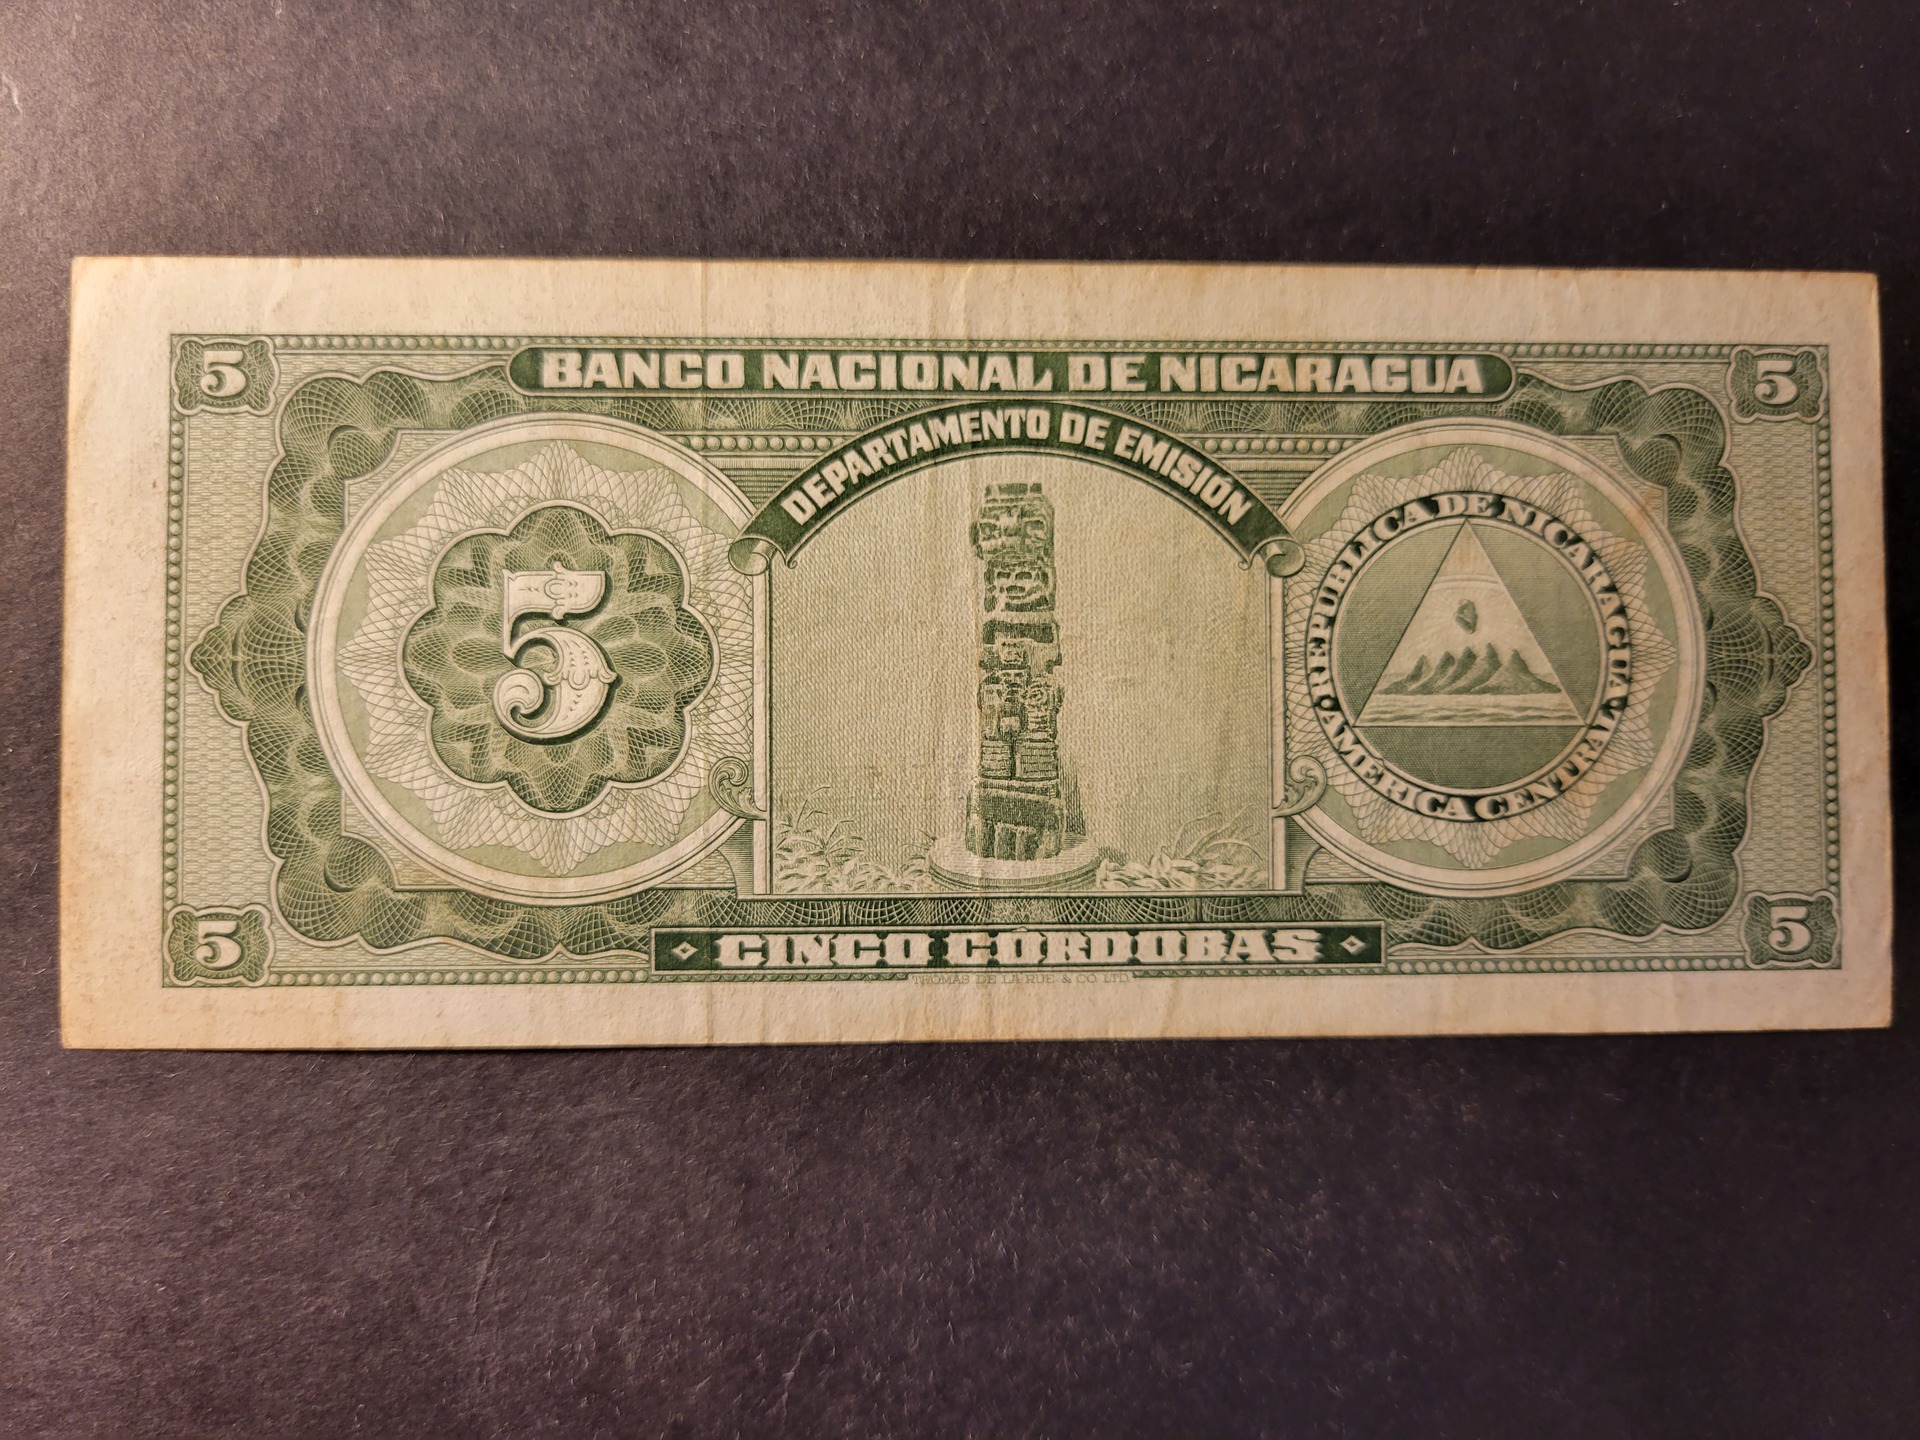 5
BANCO NACIONAL DE NICARAGUA
5
DEPARTAMENTO DE EMISIÓN
5
REPUBLICA DE NICARAGUA
AMERICA CENTRAL
5
CINCO CÓRDOBAS
5
THOMAS DE LA RUE & CO. LTD.